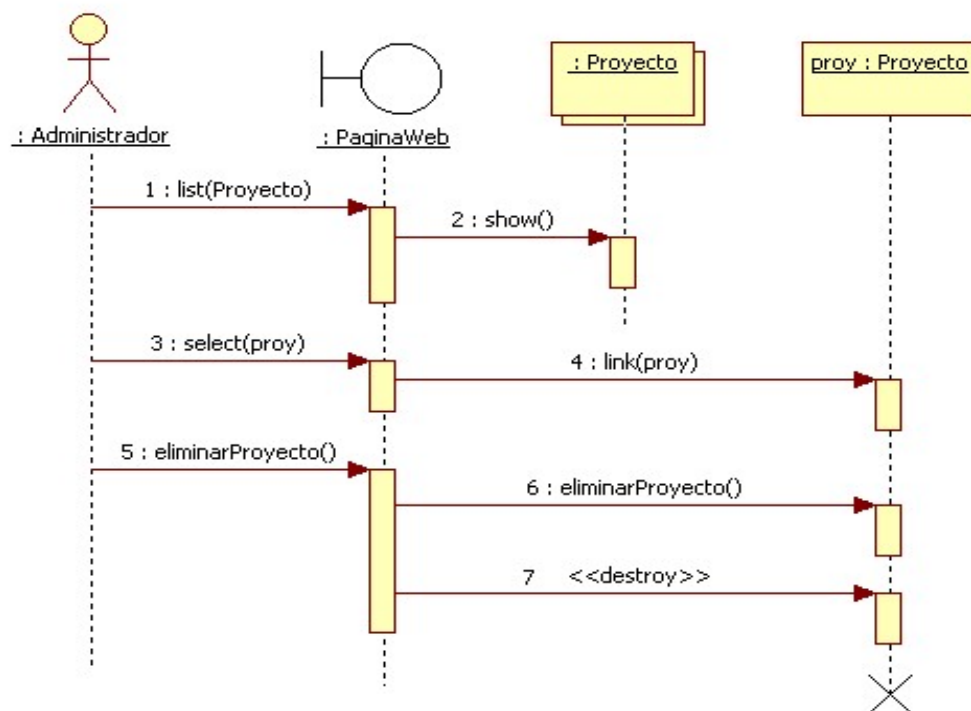 : Proyecto
proy : Proyecto
: Administrador
: PaginaWeb
1 : list(Proyecto)
2 : show()
3 : select(proy)
4 : link(proy)
5 : eliminarProyecto()
6 : eliminarProyecto()
7 <<destroy>>